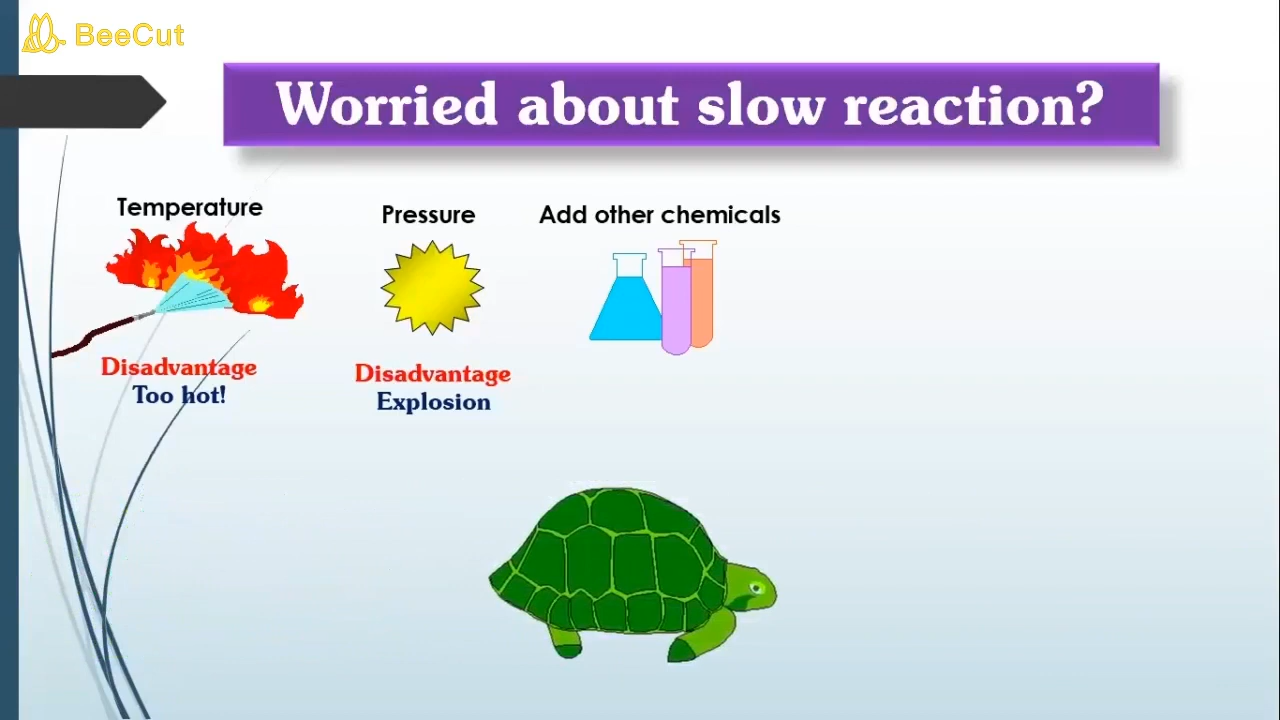 BeeCut
Worried about slow reaction?
Temperature
Pressure
Add other chemicals
Disadvantage
Too hot!
Disadvantage
Explosion